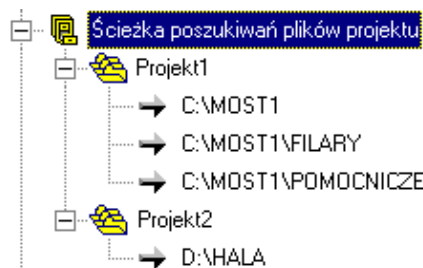 Ścieżka poszukiwań plików projektu
Projekt1
C:\MOST1
C:\MOST1\FILARY
C:\MOST1\POMOCNICZE
Projekt2
D:\HALA